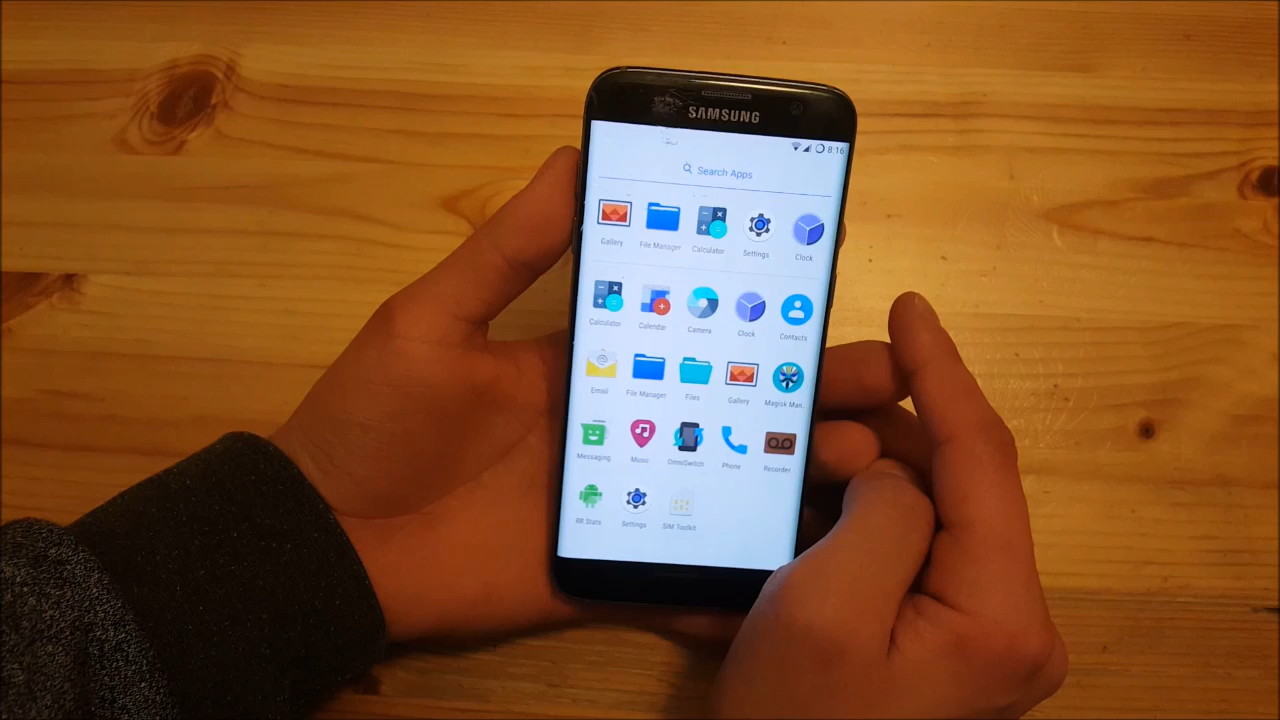 SAMSUNG
8:16
Search Apps
Gallery File Manager Calculator Settings Clock
Calculator Calendar Camera Clock Contacts
Email File Manager Files Gallery Magisk Man..
Messaging Music OmniSwitch Phone Recorder
RR Stats Settings SIM Toolkit